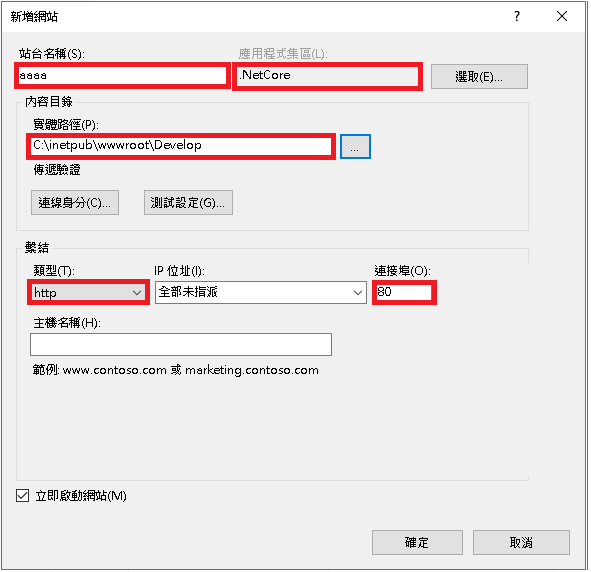 新增網站
站台名稱(S):
應用程式集區(L):
aaaa
.NetCore
選取(E)...
內容目錄
實體路徑(P):
C:\inetpub\wwwroot\Develop
...
傳遞驗證
連線身分(C)...
測試設定(G)...
繫結
類型(T):
IP 位址(I):
連接埠(O):
http
全部未指派
80
主機名稱(H):
範例: www.contoso.com 或 marketing.contoso.com
立即啟動網站(M)
確定
取消